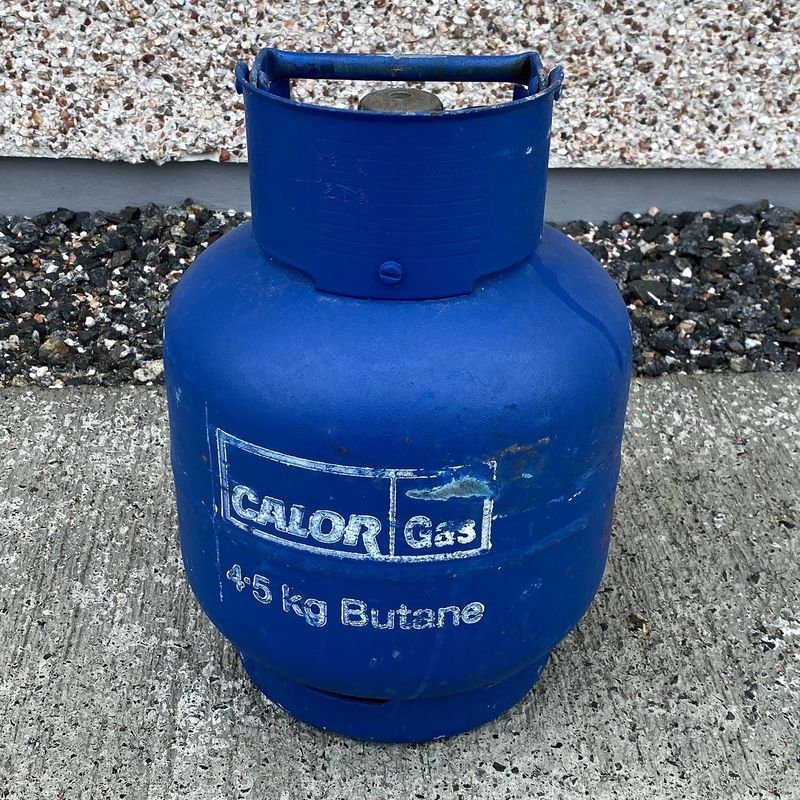 CALOR Gas
4.5 kg Butane